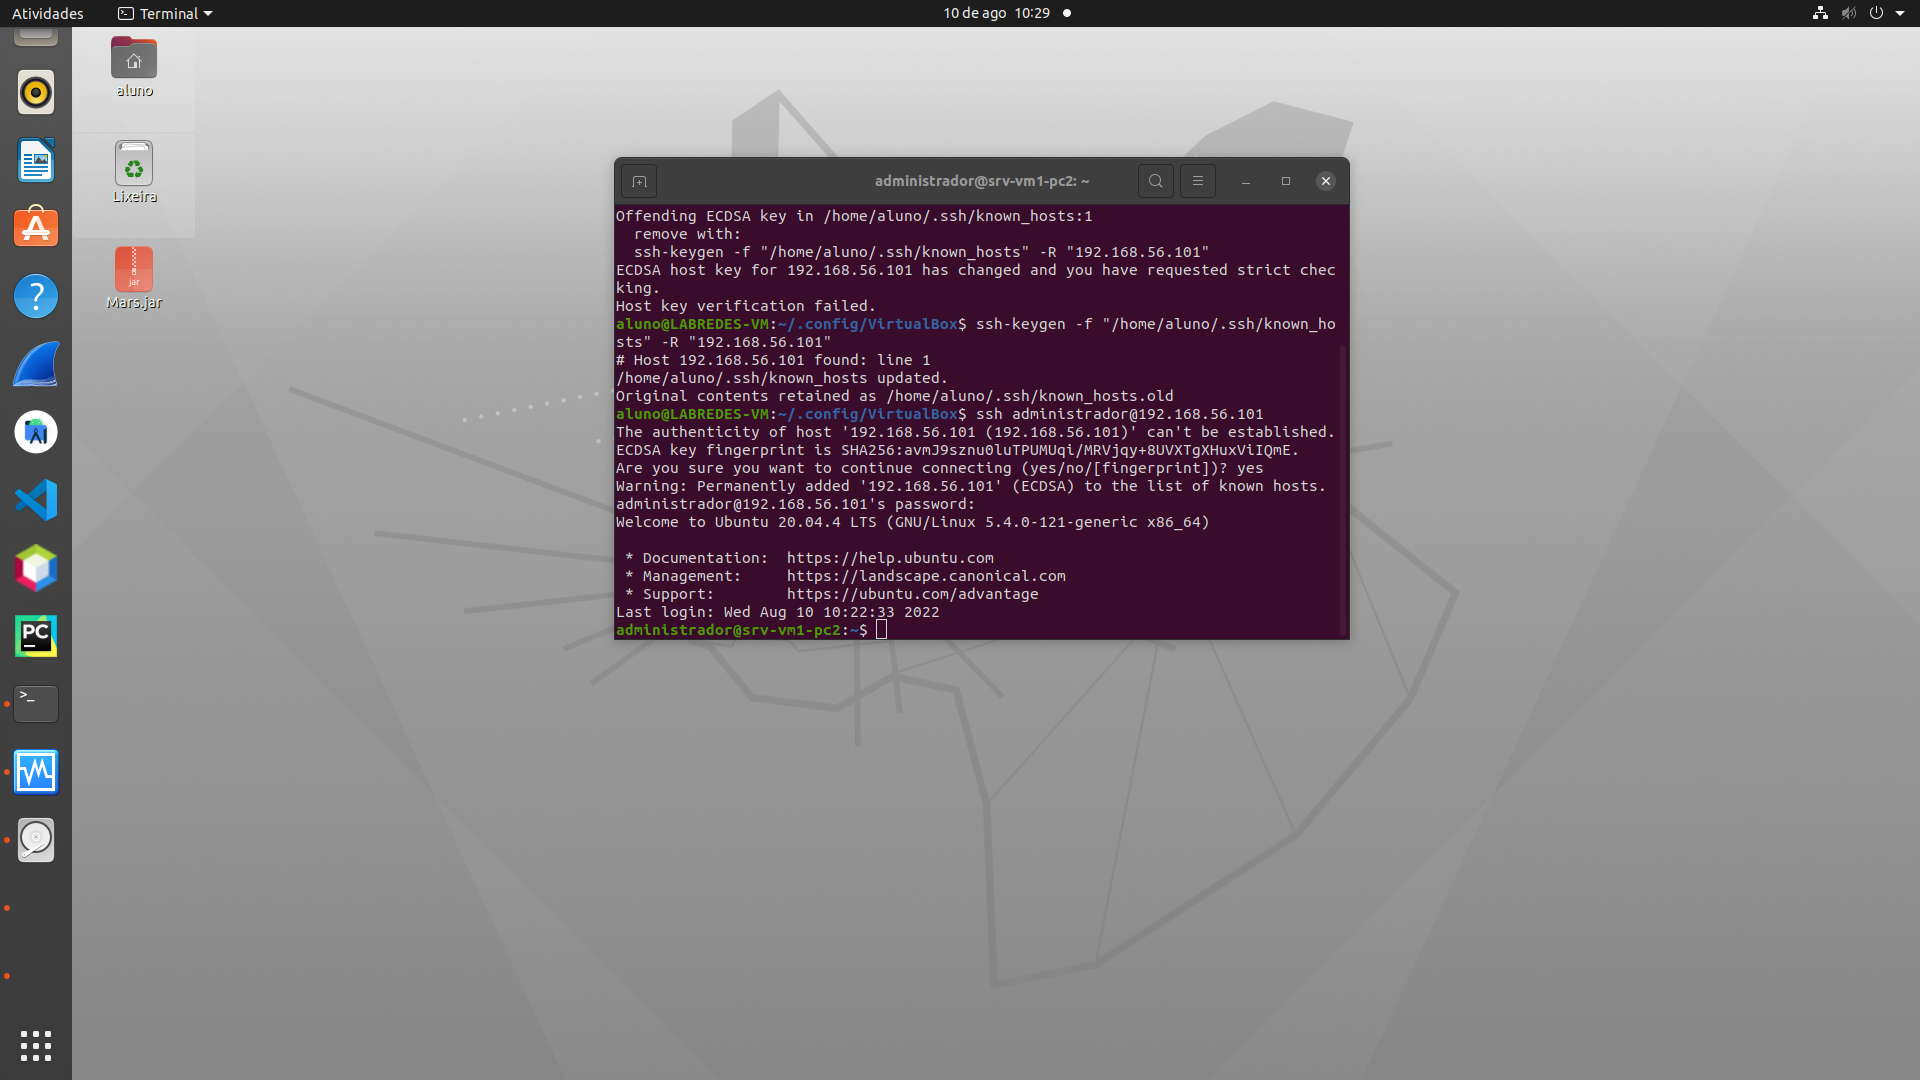 Atividades
Terminal
10 de ago 10:29
aluno
Lixeira
jar
Mars.jar
?
A
AI
PC
>_
administrador@srv-vm1-pc2: ~
Offending ECDSA key in /home/aluno/.ssh/known_hosts:1
  remove with:
  ssh-keygen -f "/home/aluno/.ssh/known_hosts" -R "192.168.56.101"
ECDSA host key for 192.168.56.101 has changed and you have requested strict chec
king.
Host key verification failed.
aluno@LABREDES-VM:~/.config/VirtualBox$ ssh-keygen -f "/home/aluno/.ssh/known_ho
sts" -R "192.168.56.101"
# Host 192.168.56.101 found: line 1
/home/aluno/.ssh/known_hosts updated.
Original contents retained as /home/aluno/.ssh/known_hosts.old
aluno@LABREDES-VM:~/.config/VirtualBox$ ssh administrador@192.168.56.101
The authenticity of host '192.168.56.101 (192.168.56.101)' can't be established.
ECDSA key fingerprint is SHA256:avmJ9sznu0luTPUMUqi/MRVjqy+8UVXTgXHuxViIQmE.
Are you sure you want to continue connecting (yes/no/[fingerprint])? yes
Warning: Permanently added '192.168.56.101' (ECDSA) to the list of known hosts.
administrador@192.168.56.101's password:
Welcome to Ubuntu 20.04.4 LTS (GNU/Linux 5.4.0-121-generic x86_64)

 * Documentation:  https://help.ubuntu.com
 * Management:     https://landscape.canonical.com
 * Support:        https://ubuntu.com/advantage
Last login: Wed Aug 10 10:22:33 2022
administrador@srv-vm1-pc2:~$